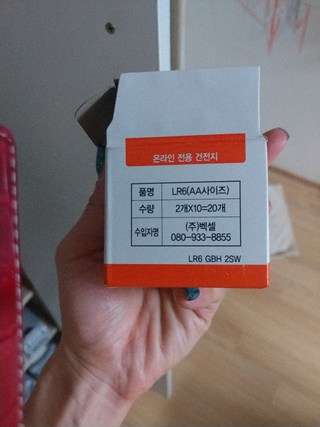 온라인 전용 건전지
품명 LR6(AA사이즈)
수량 2개X10=20개
수입자명 (주)벡셀
080-933-8855
LR6 GBH 2SW